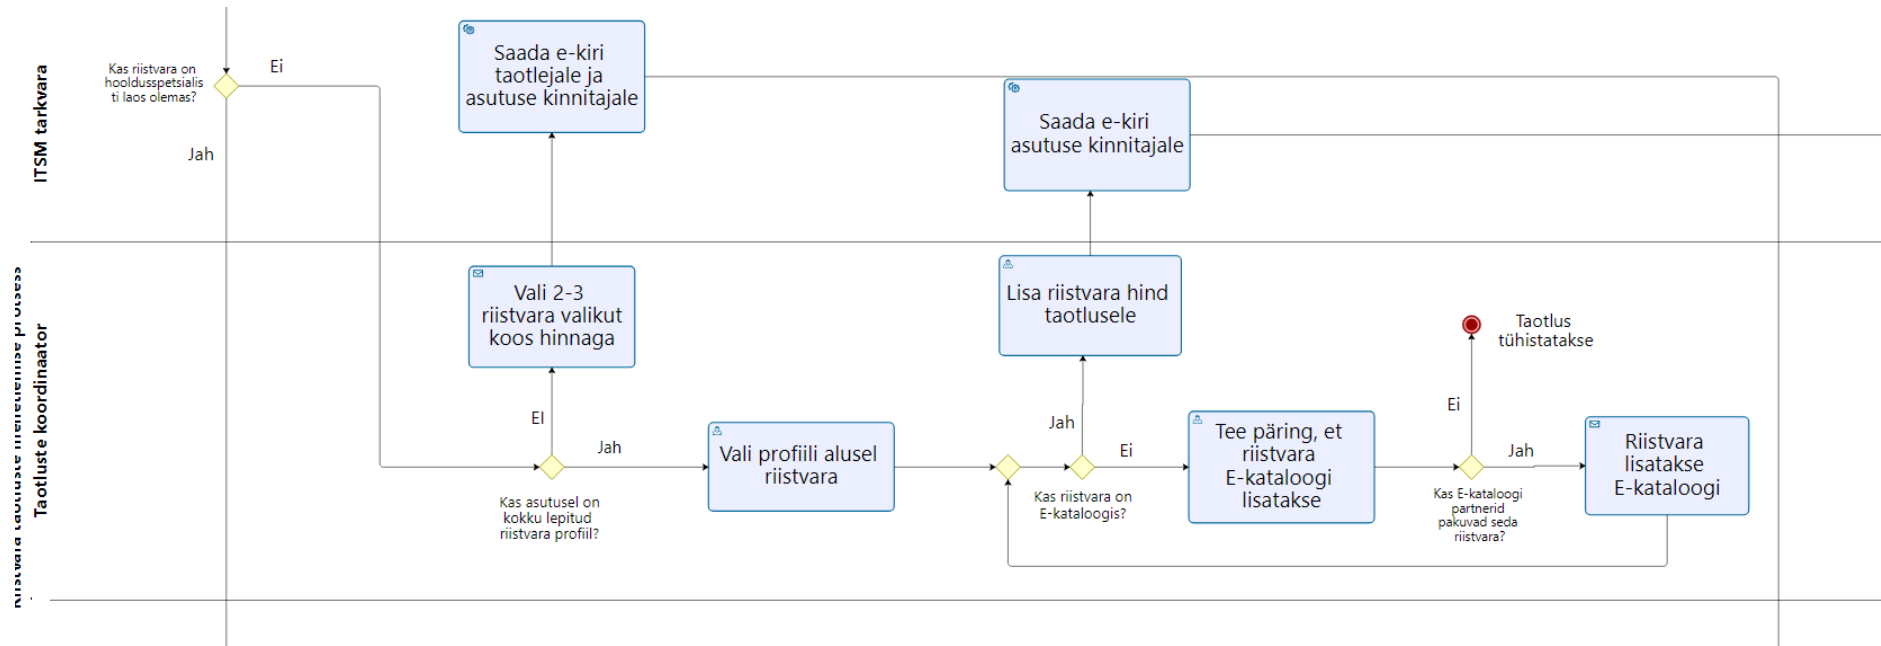 ITSM tarkvara
Kas riistvara on
hooldusspetsialis
ti laos olemas?
Ei
Jah
Saada e-kiri
taotlejale ja
asutuse kinnitajale
Saada e-kiri
asutuse kinnitajale
Taotluste koordinaator
Vali 2-3
riistvara valikut
koos hinnaga
EI
Kas asutusel on
kokku lepitud
riistvara profiil?
Jah
Vali profiili alusel
riistvara
Lisa riistvara hind
taotlusele
Jah
Kas riistvara on
E-kataloogis?
Ei
Tee päring, et
riistvara
E-kataloogi
lisatakse
Taotlus
tühistatakse
Ei
Kas E-kataloogi
partnerid
pakuvad seda
riistvara?
Jah
Riistvara
lisatakse
E-kataloogi